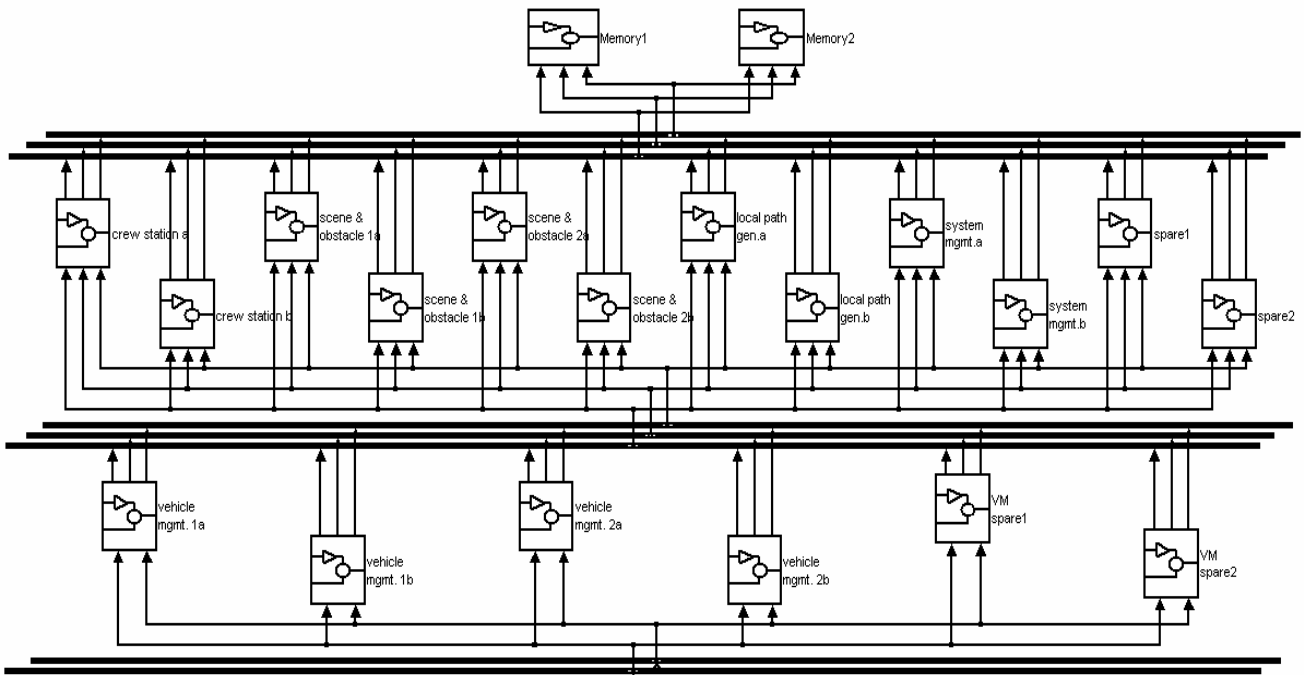 Memory1
Memory2
crew station a
scene &
obstacle 1a
scene &
obstacle 2a
local path
gen.a
system
mgmt.a
spare1
crew station b
scene &
obstacle 1b
scene &
obstacle 2b
local path
gen.b
system
mgmt.b
spare2
vehicle
mgmt. 1a
vehicle
mgmt. 2a
VM
spare1
vehicle
mgmt. 1b
vehicle
mgmt. 2b
VM
spare2